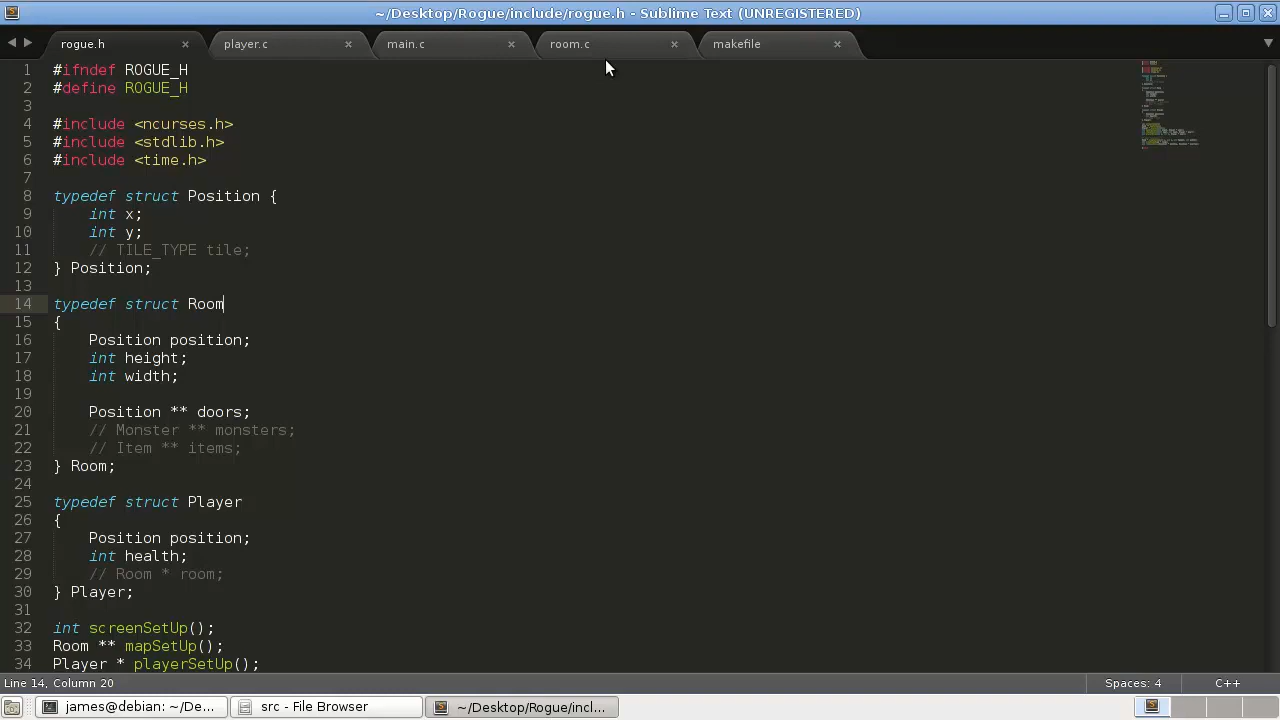 ~/Desktop/Rogue/include/rogue.h - Sublime Text (UNREGISTERED)
rogue.h player.c main.c room.c makefile
1 #ifndef ROGUE_H
2 #define ROGUE_H
3
4 #include <ncurses.h>
5 #include <stdlib.h>
6 #include <time.h>
7
8 typedef struct Position {
9 int x;
10 int y;
11 // TILE_TYPE tile;
12 } Position;
13
14 typedef struct Room
15 {
16 Position position;
17 int height;
18 int width;
19
20 Position ** doors;
21 // Monster ** monsters;
22 // Item ** items;
23 } Room;
24
25 typedef struct Player
26 {
27 Position position;
28 int health;
29 // Room * room;
30 } Player;
31
32 int screenSetUp();
33 Room ** mapSetUp();
34 Player * playerSetUp();
Line 14, Column 20 Spaces: 4 C++
james@debian: ~/De... src - File Browser ~/Desktop/Rogue/incl...